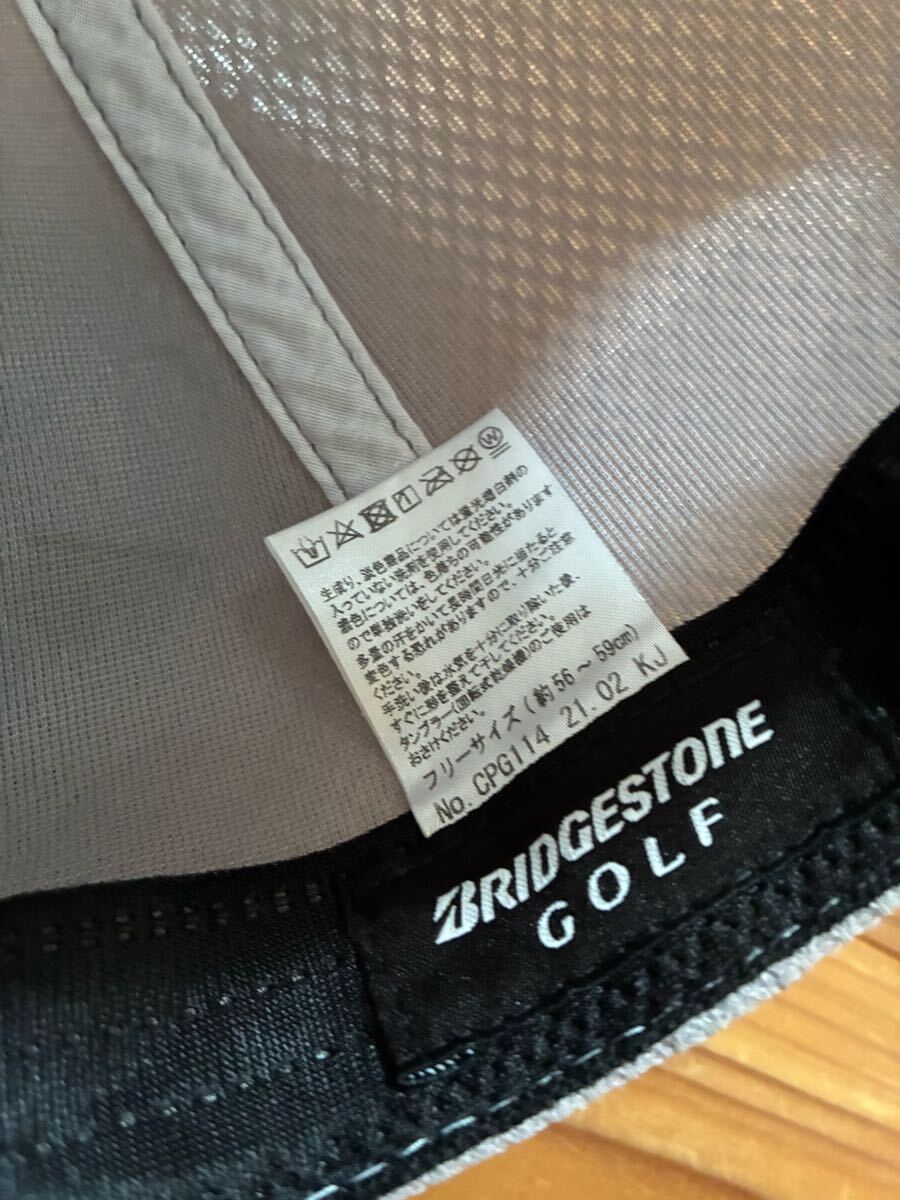 生成り、淡色商品については蛍光増白剤の
入っていない洗剤を使用してください。
濃色については、色落ちの可能性があります
ので単独洗いをしてください。
多量の汗をかいて長時間日光に当たると
変色する恐れがありますので、十分ご注意
ください。
手洗い後は水気を十分に取り除いた後、
すぐに形を整えて干してください。
タンブラー(回転式乾燥機)のご使用は
おさけください。
フリーサイズ(約56～59cm)
No. CPG114 21.02 KJ
BRIDGESTONE
GOLF